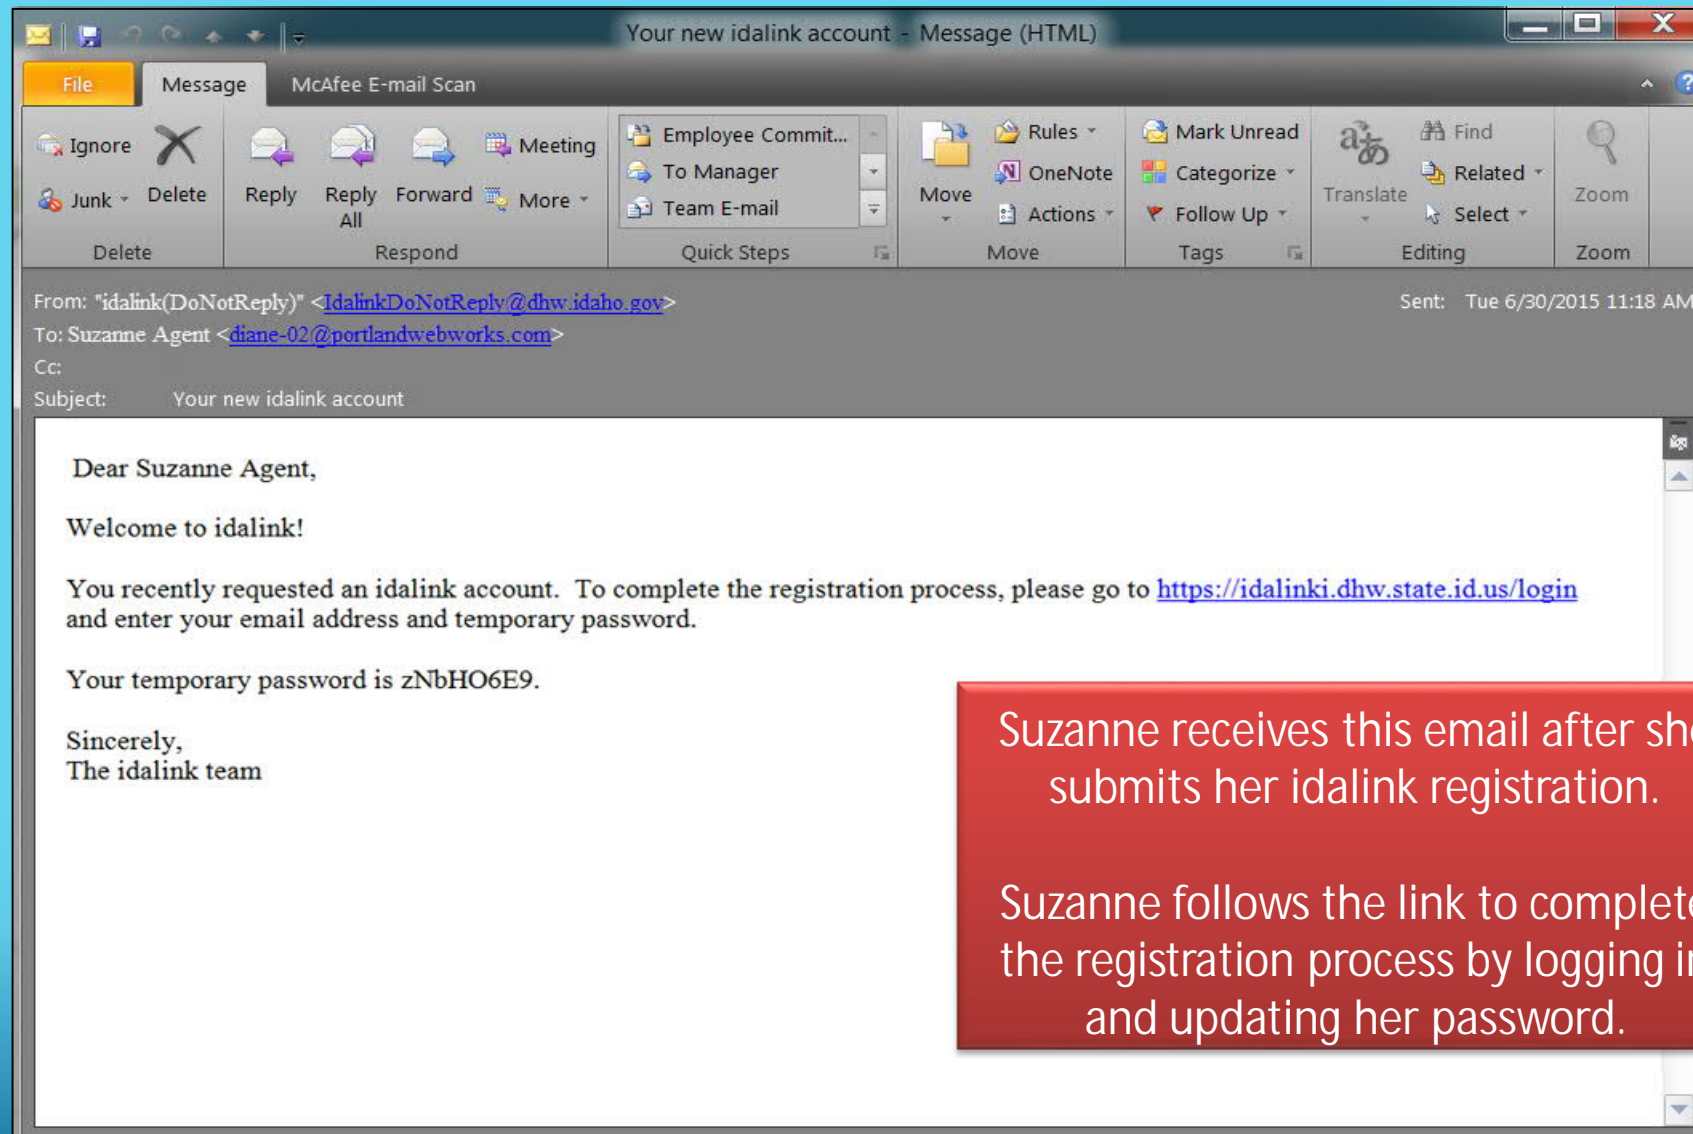 Your new idalink account - Message (HTML)
File Message McAfee E-mail Scan
Ignore
Junk
Delete
Delete
Reply
Reply All
Forward
Meeting
More
Respond
Employee Commit...
To Manager
Team E-mail
Quick Steps
Move
Rules
OneNote
Actions
Move
Mark Unread
Categorize
Follow Up
Tags
Translate
Find
Related
Select
Editing
Zoom
Zoom
From: "idalink(DoNotReply)" <IdalinkDoNotReply@dhw.idaho.gov>
Sent: Tue 6/30/2015 11:18 AM
To: Suzanne Agent <diane-02@portlandwebworks.com>
Cc:
Subject: Your new idalink account
Dear Suzanne Agent,
Welcome to idalink!
You recently requested an idalink account. To complete the registration process, please go to https://idalinki.dhw.state.id.us/login
and enter your email address and temporary password.
Your temporary password is zNbHO6E9.
Sincerely,
The idalink team
Suzanne receives this email after she
submits her idalink registration.
Suzanne follows the link to complete
the registration process by logging in
and updating her password.